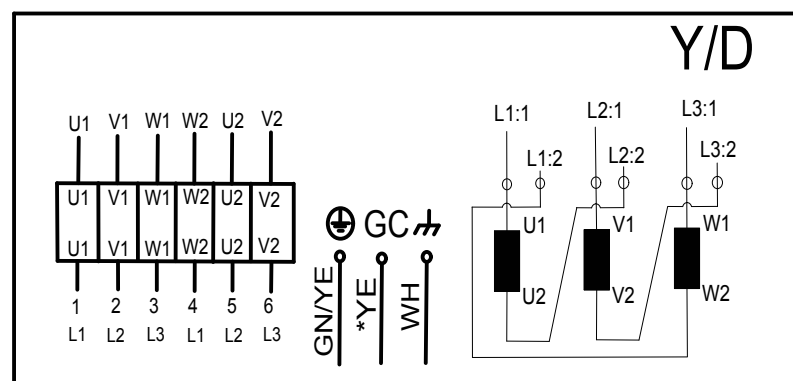 Y/D
U1 V1 W1 W2 U2 V2
U1 V1 W1 W2 U2 V2
U1 V1 W1 W2 U2 V2
1 2 3 4 5 6
L1 L2 L3 L1 L2 L3
GC
GN/YE *YE WH
L1:1 L2:1 L3:1
L1:2 L2:2 L3:2
U1 V1 W1
U2 V2 W2